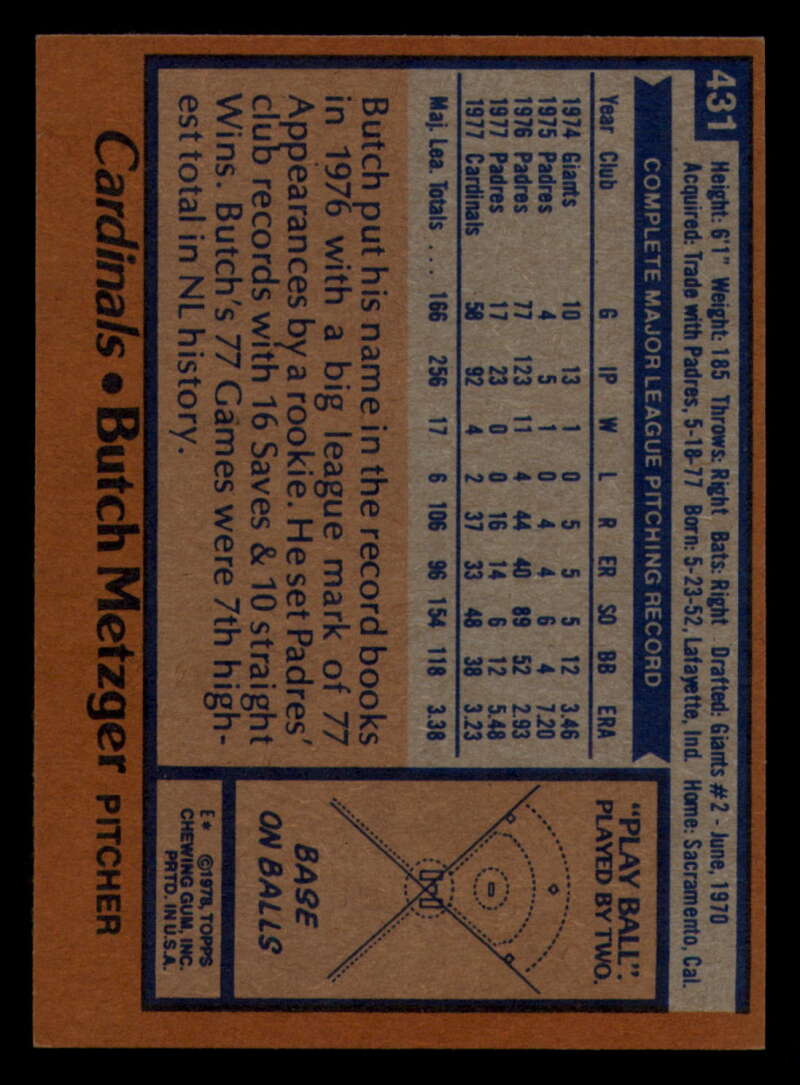 431
Height: 6'1" Weight: 185 Throws: Right Bats: Right Drafted: Giants #2 - June, 1970
Acquired: Trade with Padres, 5-18-77 Born: 5-23-52, Lafayette, Ind. Home: Sacramento, Cal.
COMPLETE MAJOR LEAGUE PITCHING RECORD
Year Club G IP W L R ER SO BB ERA
1974 Giants 10 13 1 0 5 5 5 12 3.46
1975 Padres 4 5 1 0 4 4 6 4 7.20
1976 Padres 77 123 11 4 44 40 89 52 2.93
1977 Padres 17 23 0 0 16 14 6 12 5.48
1977 Cardinals 58 92 4 2 37 33 48 38 3.23
Maj. Lea. Totals ... 166 256 17 6 106 96 154 118 3.38
Butch put his name in the record books
in 1976 with a big league mark of 77
Appearances by a rookie. He set Padres'
club records with 16 Saves & 10 straight
Wins. Butch's 77 Games were 7th high-
est total in NL history.
"PLAY BALL":
PLAYED BY TWO.
BASE
ON BALLS
E* ©1978, TOPPS
CHEWING GUM, INC.
PRTD. IN U.S.A.
Cardinals • Butch Metzger PITCHER